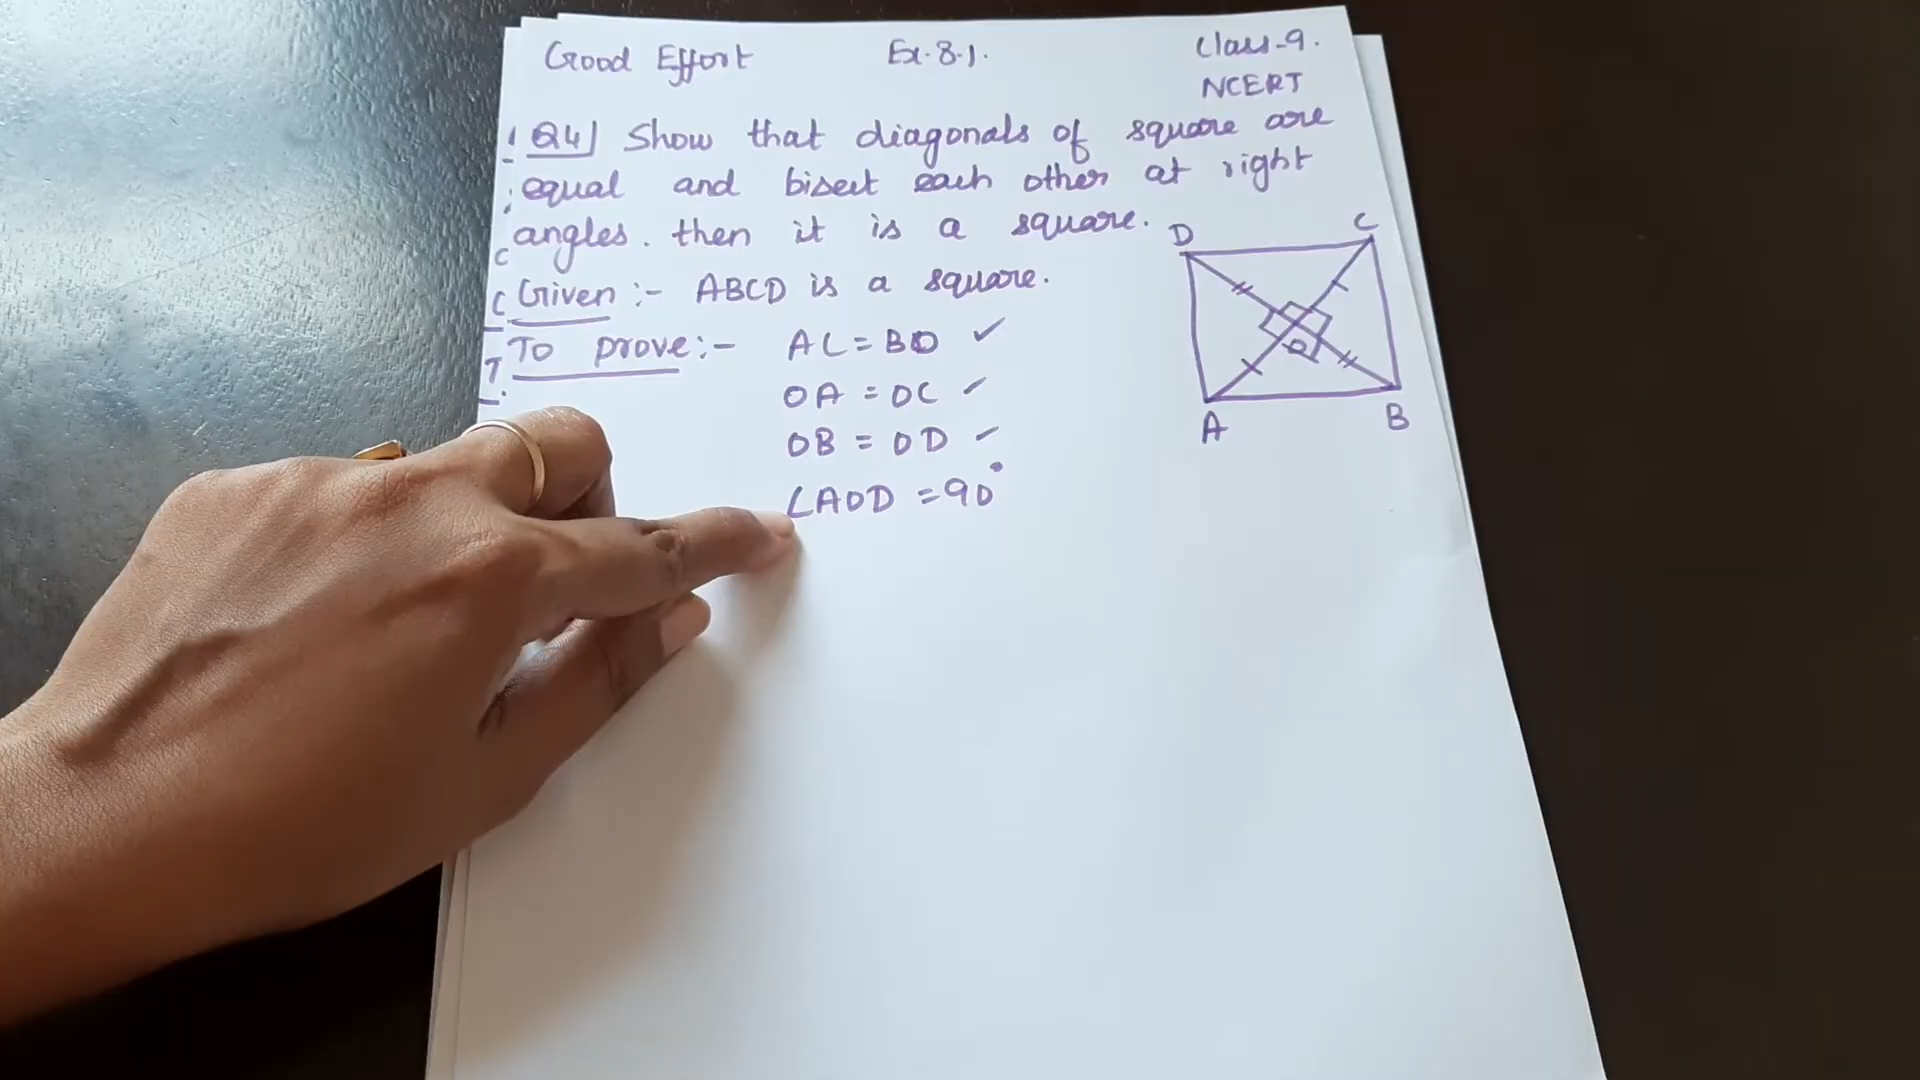 Good Effort Ex. 8.1. Class-9.
NCERT
Q4) Show that diagonals of square are
equal and bisect each other at right
angles. then it is a square.
Given :- ABCD is a square.
To prove:- AC = BD ✓
OA = OC ✓
OB = OD ✓
∠AOD = 90°
D C
O
A B
C
C
T